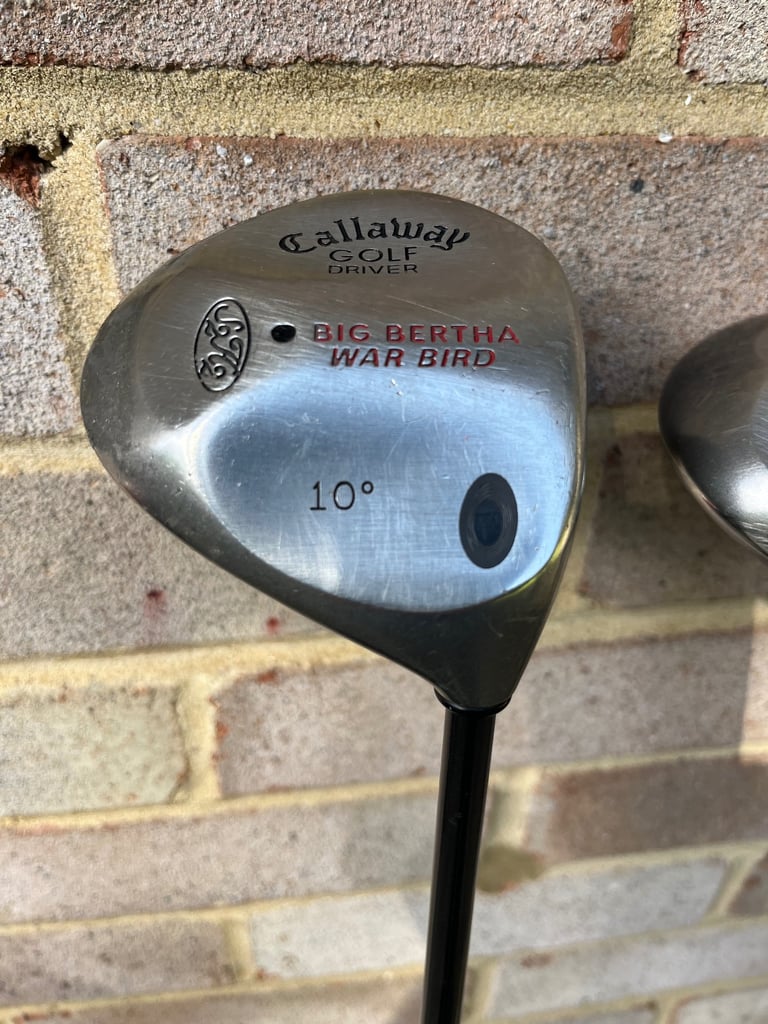 Callaway
GOLF
DRIVER
BIG BERTHA
WAR BIRD
10°